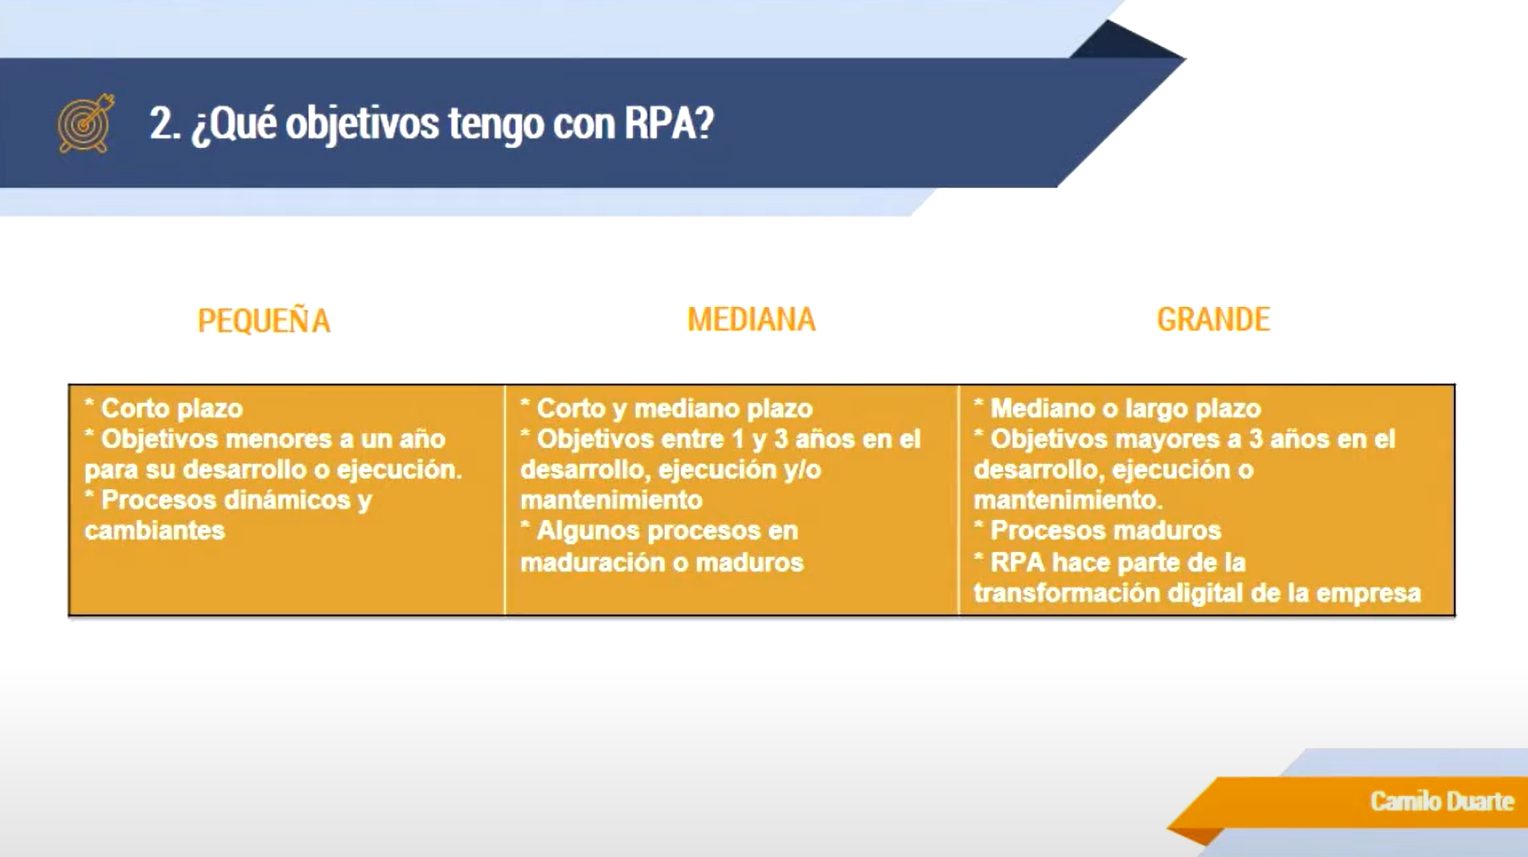 2. ¿Qué objetivos tengo con RPA?
PEQUEÑA
MEDIANA
GRANDE
* Corto plazo
* Objetivos menores a un año
para su desarrollo o ejecución.
* Procesos dinámicos y
cambiantes
* Corto y mediano plazo
* Objetivos entre 1 y 3 años en el
desarrollo, ejecución y/o
mantenimiento
* Algunos procesos en
maduración o maduros
* Mediano o largo plazo
* Objetivos mayores a 3 años en el
desarrollo, ejecución o
mantenimiento.
* Procesos maduros
* RPA hace parte de la
transformación digital de la empresa
Camilo Duarte